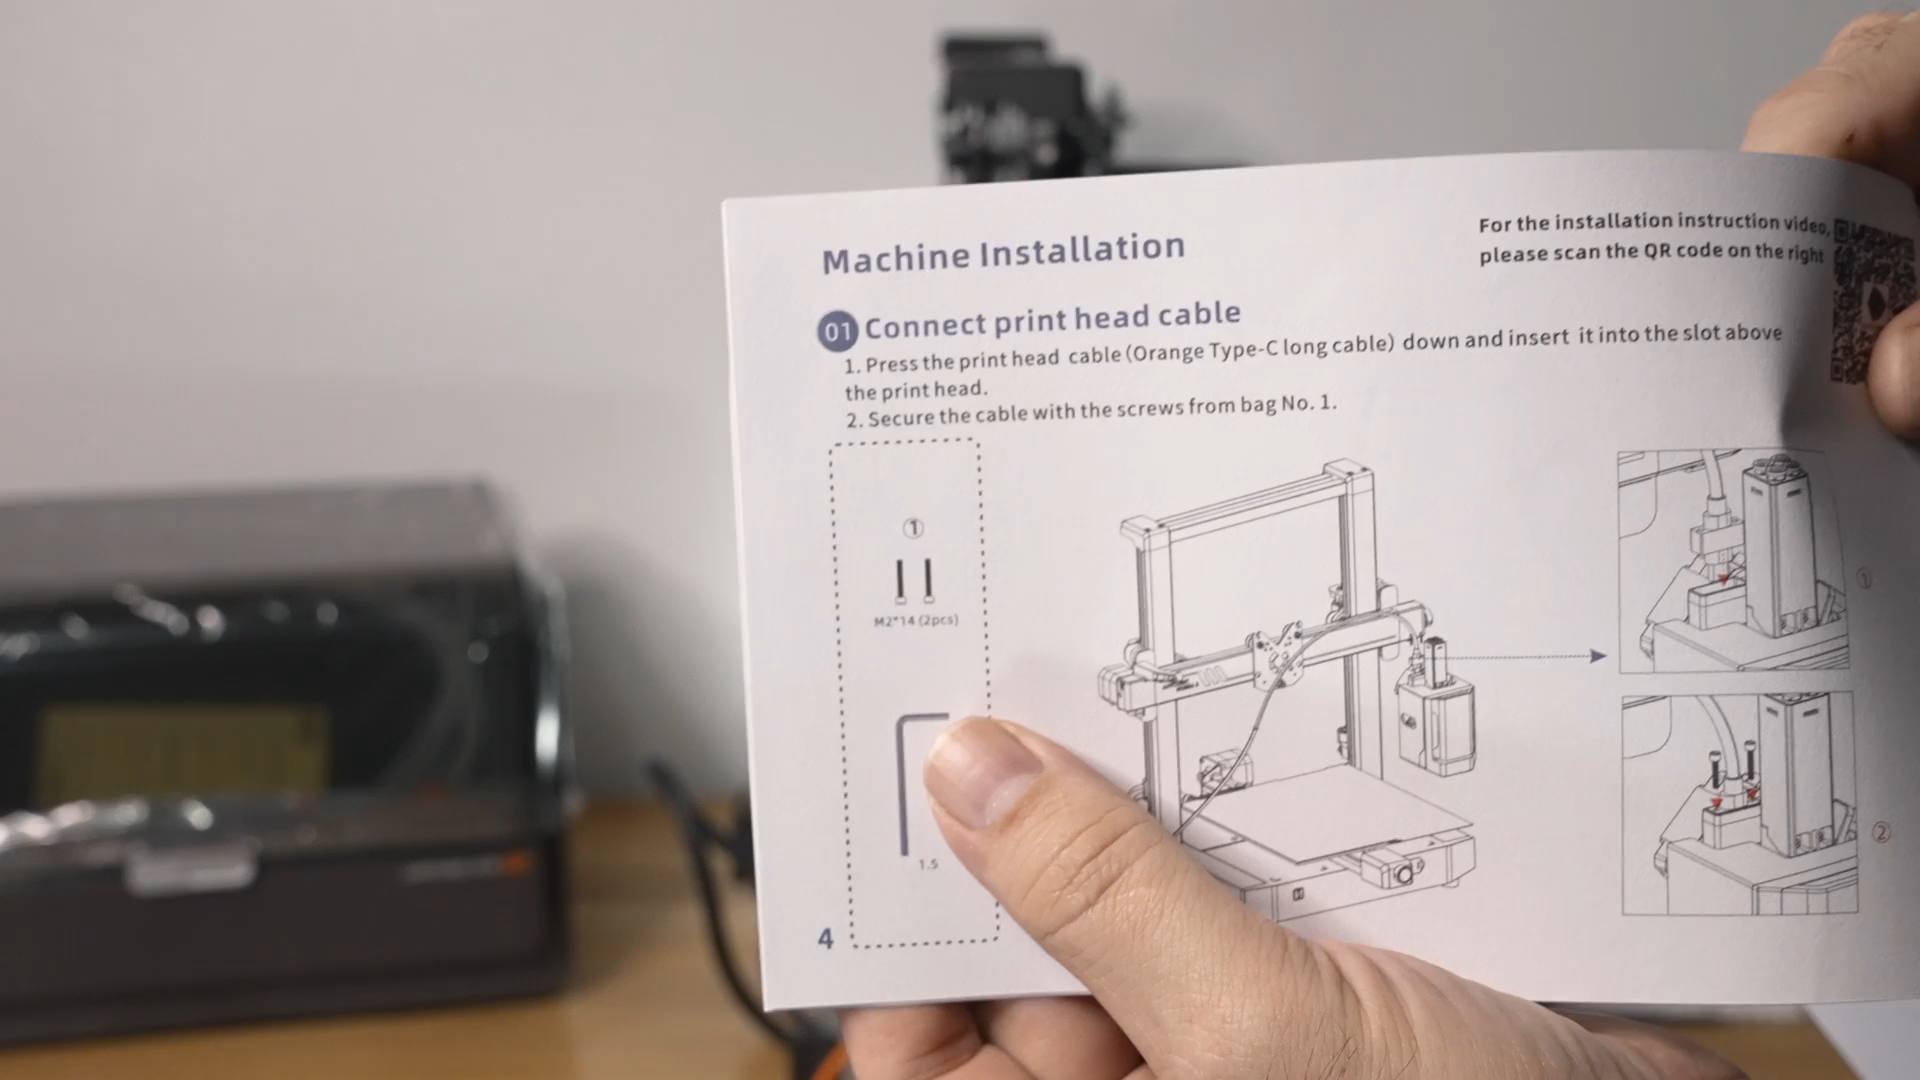 Machine Installation
For the installation instruction video,
please scan the QR code on the right
01 Connect print head cable
1. Press the print head cable (Orange Type-C long cable) down and insert it into the slot above
the print head.
2. Secure the cable with the screws from bag No. 1.
①
M2*14 (2pcs)
1.5
①
②
4